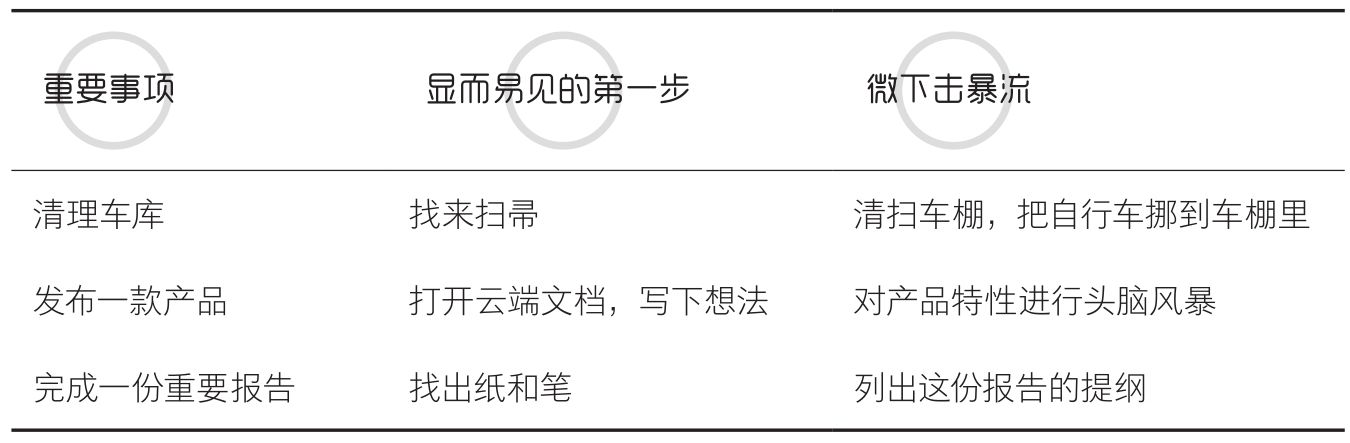 重要事项 显而易见的第一步 微下击暴流
清理车库 找来扫帚 清扫车棚，把自行车挪到车棚里
发布一款产品 打开云端文档，写下想法 对产品特性进行头脑风暴
完成一份重要报告 找出纸和笔 列出这份报告的提纲